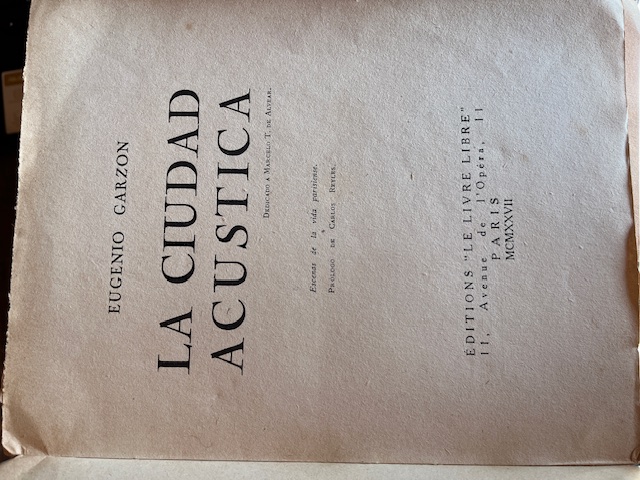 EUGENIO GARZON
LA CIUDAD
ACUSTICA
DEDICADO A MARCELO T. DE ALVEAR.
Escenas de la vida parisiense.
*
PRÓLOGO DE CARLOS REYLES.
ÉDITIONS "LE LIVRE LIBRE"
11, Avenue de l'Opéra, 11
PARIS
MCMXXVII